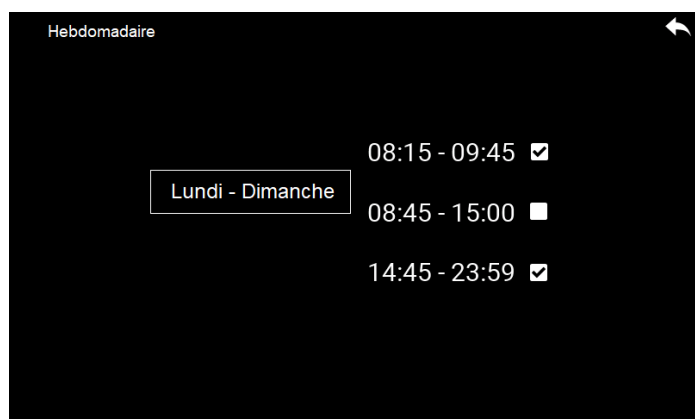 Hebdomadaire
08:15 - 09:45
Lundi - Dimanche
08:45 - 15:00
14:45 - 23:59